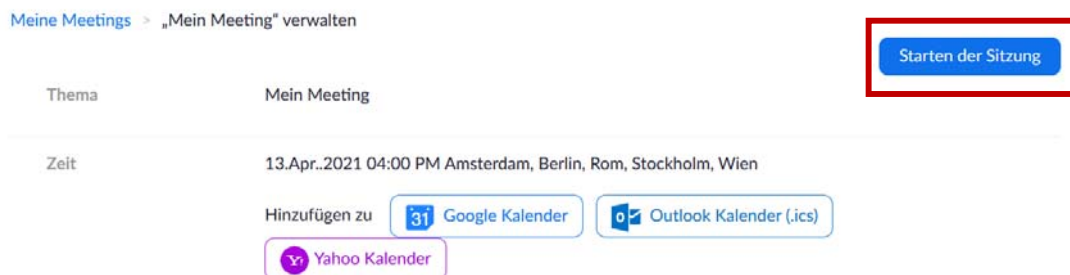 Meine Meetings > „Mein Meeting“ verwalten
Starten der Sitzung
Thema Mein Meeting
Zeit 13.Apr..2021 04:00 PM Amsterdam, Berlin, Rom, Stockholm, Wien
Hinzufügen zu 31 Google Kalender Outlook Kalender (.ics)
Yahoo Kalender